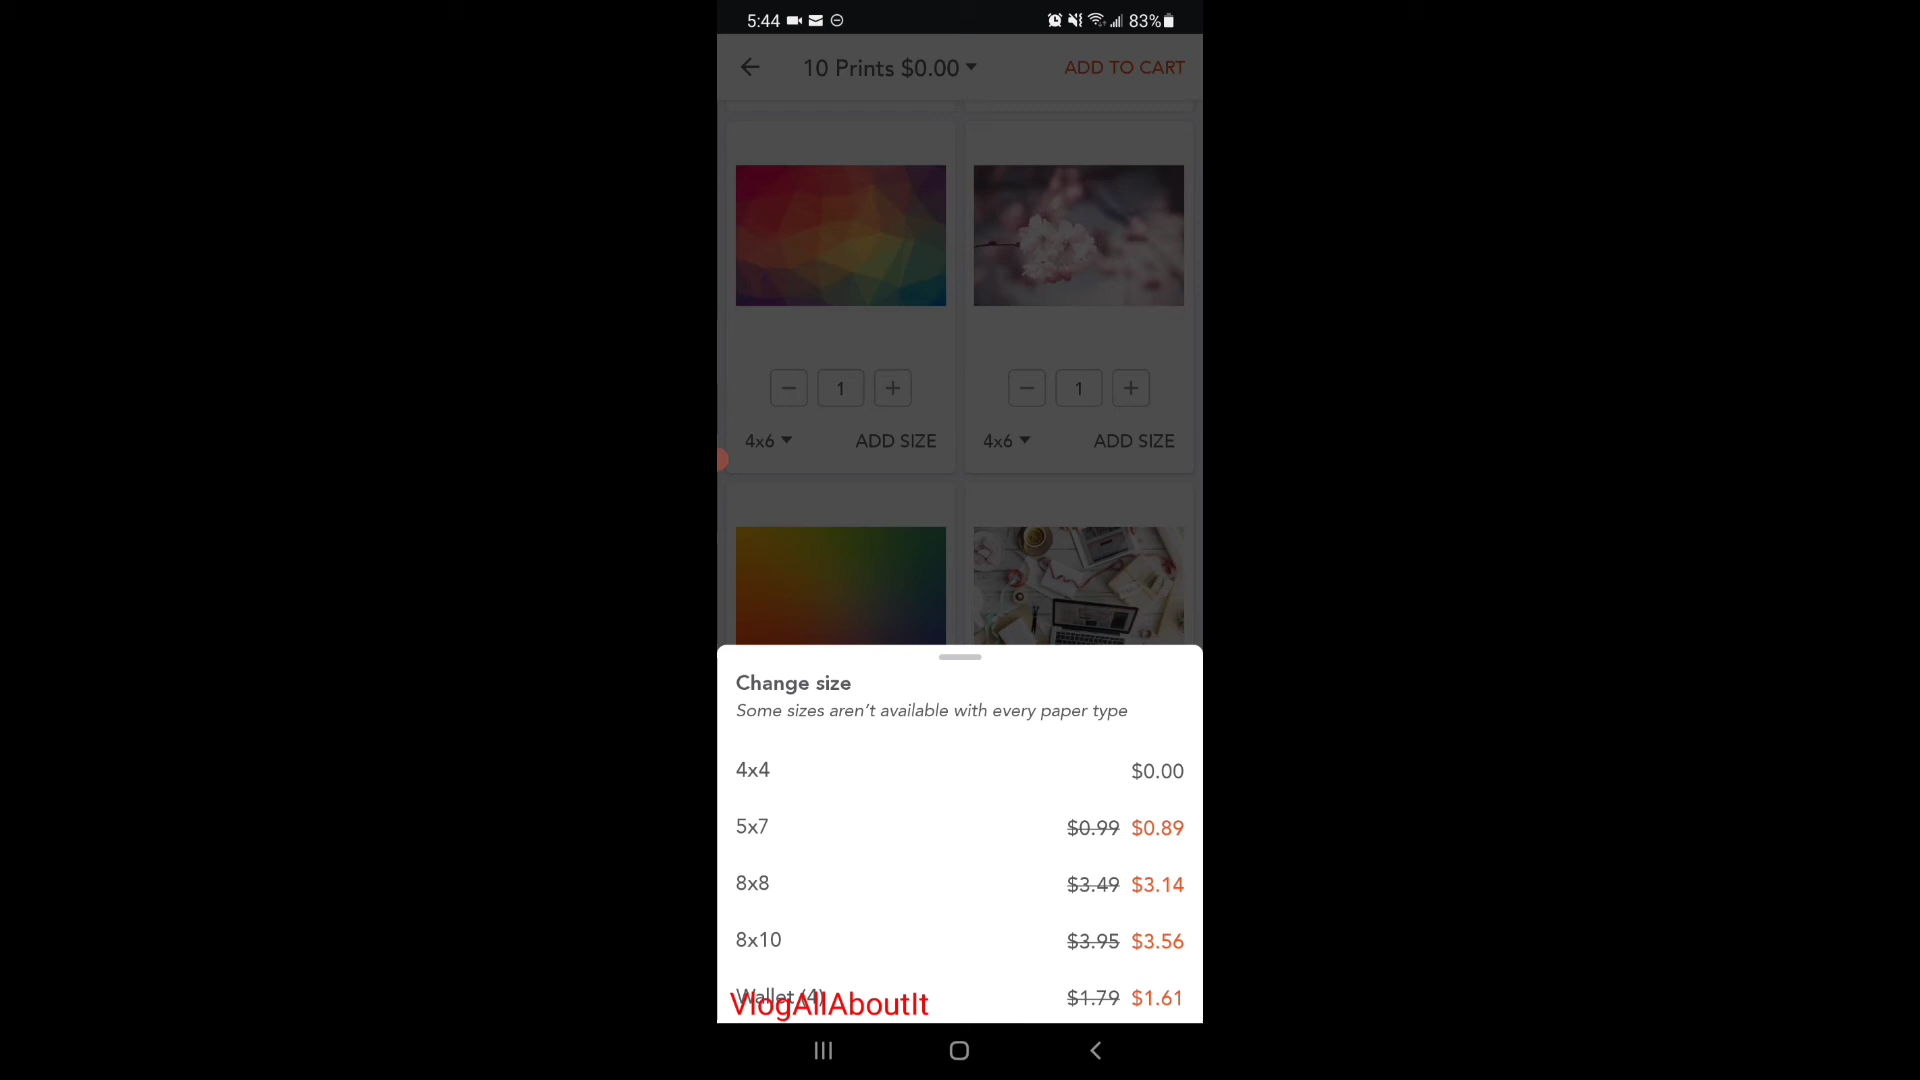 5:44 83%
10 Prints $0.00 ADD TO CART
1 1
4x6 ADD SIZE 4x6 ADD SIZE
Change size
Some sizes aren't available with every paper type
4x4 $0.00
5x7 $0.99 $0.89
8x8 $3.49 $3.14
8x10 $3.95 $3.56
Wallet (4) $1.79 $1.61
VlogAllAboutIt